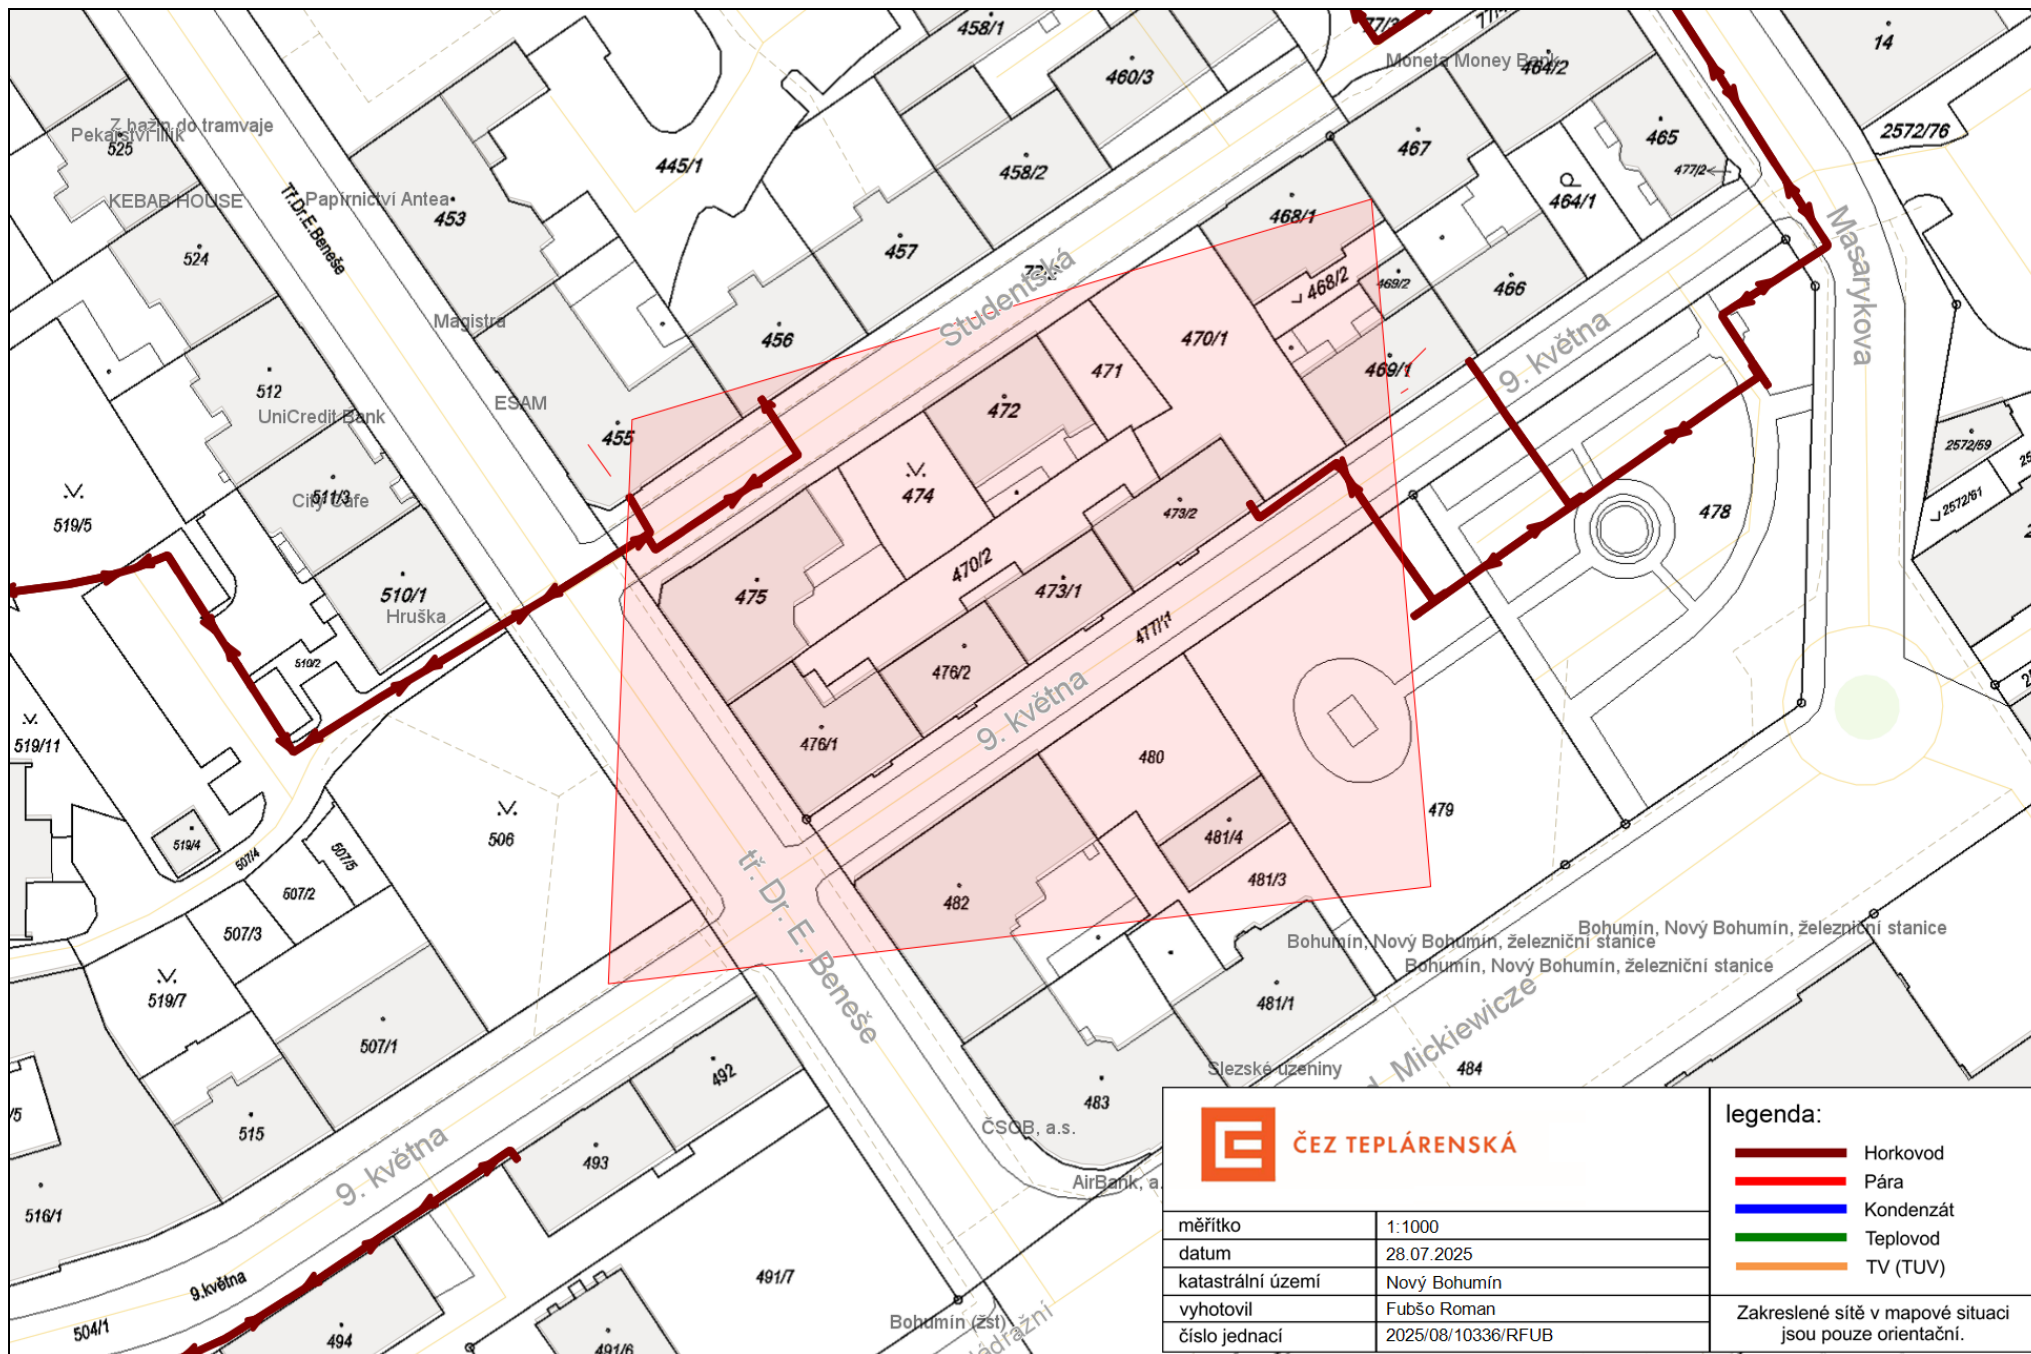 458/1
77/3
14
Moneta Money Bank
464/2
460/3
Z bažin do tramvaje
Pekařství Illík
525
2572/76
467
465
445/1
458/2
477/2
KEBAB HOUSE
Papírnictví Antea
453
Tř.Dr.E.Beneše
464/1
468/1
457
524
Masarykova
Studentská
468/2
469/2
466
Magistra
456
470/1
9. května
471
469/1
512
UniCredit Bank
ESAM
472
455
2572/59
474
519/5
City Cafe
511/3
473/2
478
2572/61
470/2
475
473/1
510/1
Hruška
477/1
510/2
476/2
9. května
519/11
476/1
480
506
479
519/4
507/4
507/5
481/4
507/2
481/3
482
tř. Dr. E. Beneše
507/3
Bohumín, Nový Bohumín, železniční stanice
Bohumín, Nový Bohumín, železniční stanice
Bohumín, Nový Bohumín, železniční stanice
519/7
481/1
507/1
d. Mickiewicze
484
Slezské uzeniny
492
483
515
ČSOB, a.s.
493
9. května
AirBank, a.
516/1
491/7
9.května
504/1
494
Bohumín (žst)
ádražní
491/6
ČEZ TEPLÁRENSKÁ
měřítko 1:1000
datum 28.07.2025
katastrální území Nový Bohumín
vyhotovil Fubšo Roman
číslo jednací 2025/08/10336/RFUB
legenda:
Horkovod
Pára
Kondenzát
Teplovod
TV (TUV)
Zakreslené sítě v mapové situaci
jsou pouze orientační.